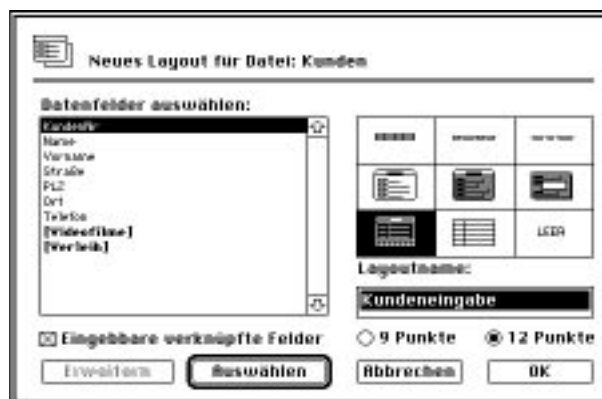 Neues Layout für Datei: Kunden
Datenfelder auswählen:
KundenNr
Name
Vorname
Straße
PLZ
Ort
Telefon
[Videofilme]
[Verleih]
LEER
Layoutname:
Kundeneingabe
Eingebbare verknüpfte Felder
9 Punkte
12 Punkte
Erweitern
Auswählen
Abbrechen
OK